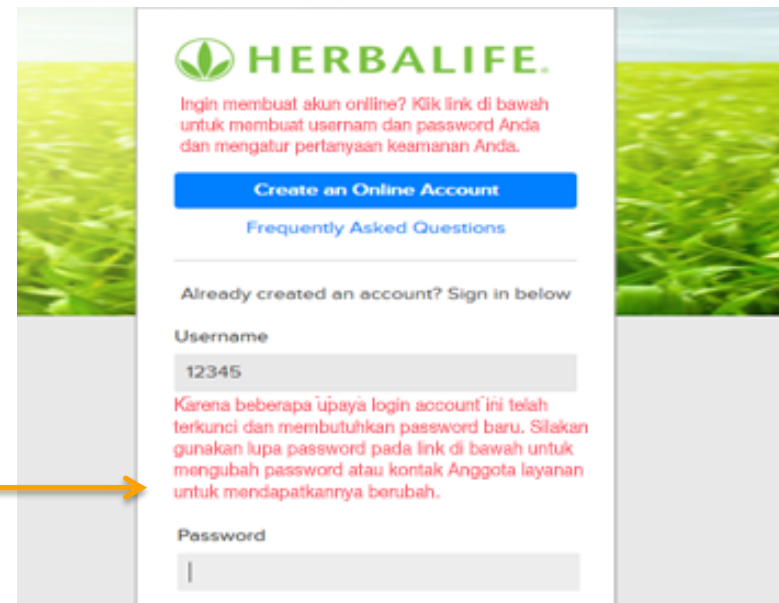 HERBALIFE.
Ingin membuat akun onlline? Klik link di bawah
untuk membuat usernam dan password Anda
dan mengatur pertanyaan keamanan Anda.
Create an Online Account
Frequently Asked Questions
Already created an account? Sign in below
Username
12345
Karena beberapa upaya login account ini telah
terkunci dan membutuhkan password baru. Silakan
gunakan lupa password pada link di bawah untuk
mengubah password atau kontak Anggota layanan
untuk mendapatkannya berubah.
Password